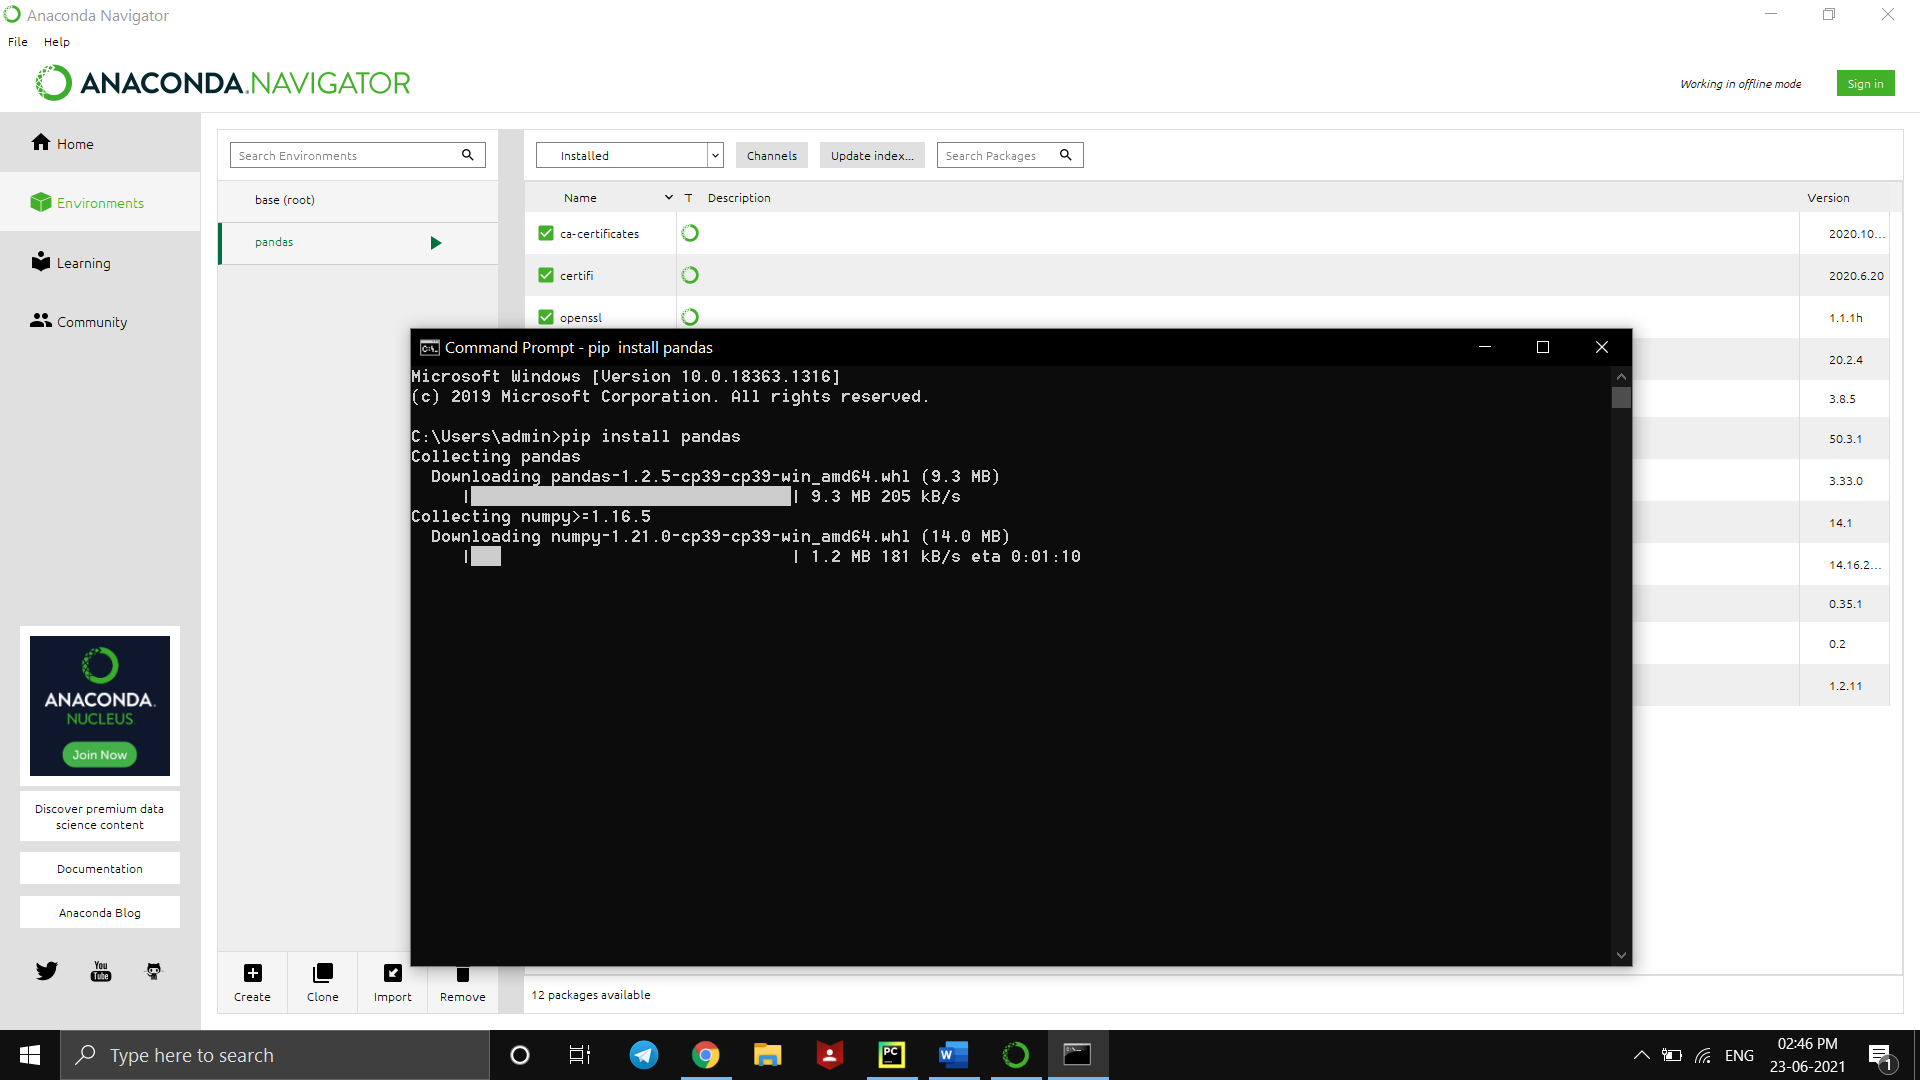 Anaconda Navigator
File Help
ANACONDA.NAVIGATOR
Working in offline mode
Sign in
Home
Environments
Learning
Community
ANACONDA.
NUCLEUS
Join Now
Discover premium data
science content
Documentation
Anaconda Blog
You
Tube
Search Environments
base (root)
pandas
Create
Clone
Import
Remove
Installed
Channels
Update index...
Search Packages
Name T Description Version
ca-certificates 2020.10...
certifi 2020.6.20
openssl 1.1.1h
20.2.4
3.8.5
50.3.1
3.33.0
14.1
14.16.2...
0.35.1
0.2
1.2.11
12 packages available
C:\.
Command Prompt - pip  install pandas
Microsoft Windows [Version 10.0.18363.1316]
(c) 2019 Microsoft Corporation. All rights reserved.
C:\Users\admin>pip install pandas
Collecting pandas
Downloading pandas-1.2.5-cp39-cp39-win_amd64.whl (9.3 MB)
| | 9.3 MB 205 kB/s
Collecting numpy>=1.16.5
Downloading numpy-1.21.0-cp39-cp39-win_amd64.whl (14.0 MB)
| | 1.2 MB 181 kB/s eta 0:01:10
Type here to search
PC
W
ENG
02:46 PM
23-06-2021
1